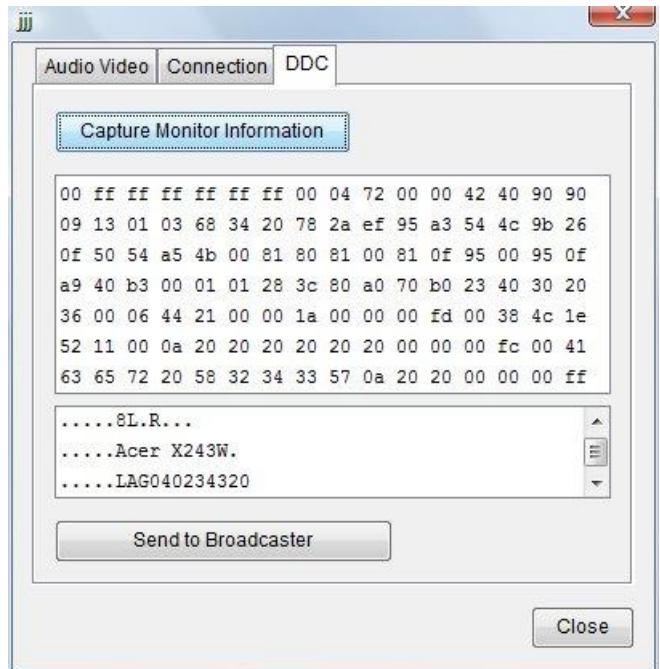 jjj
Audio Video Connection DDC
Capture Monitor Information
00 ff ff ff ff ff ff 00 04 72 00 00 42 40 90 90
09 13 01 03 68 34 20 78 2a ef 95 a3 54 4c 9b 26
0f 50 54 a5 4b 00 81 80 81 00 81 0f 95 00 95 0f
a9 40 b3 00 01 01 28 3c 80 a0 70 b0 23 40 30 20
36 00 06 44 21 00 00 1a 00 00 00 fd 00 38 4c 1e
52 11 00 0a 20 20 20 20 20 20 00 00 00 fc 00 41
63 65 72 20 58 32 34 33 57 0a 20 20 00 00 00 ff
.....8L.R...
.....Acer X243W.
.....LAG040234320
Send to Broadcaster
Close